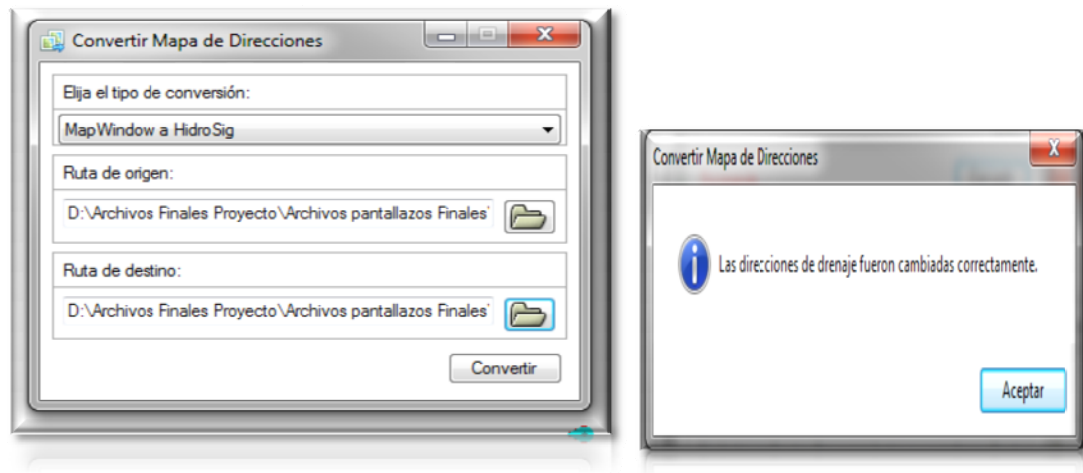 Convertir Mapa de Direcciones
Elija el tipo de conversión:
MapWindow a HidroSig
Ruta de origen:
D:\Archivos Finales Proyecto\Archivos pantallazos Finales\
Ruta de destino:
D:\Archivos Finales Proyecto\Archivos pantallazos Finales\
Convertir
Convertir Mapa de Direcciones
Las direcciones de drenaje fueron cambiadas correctamente.
Aceptar